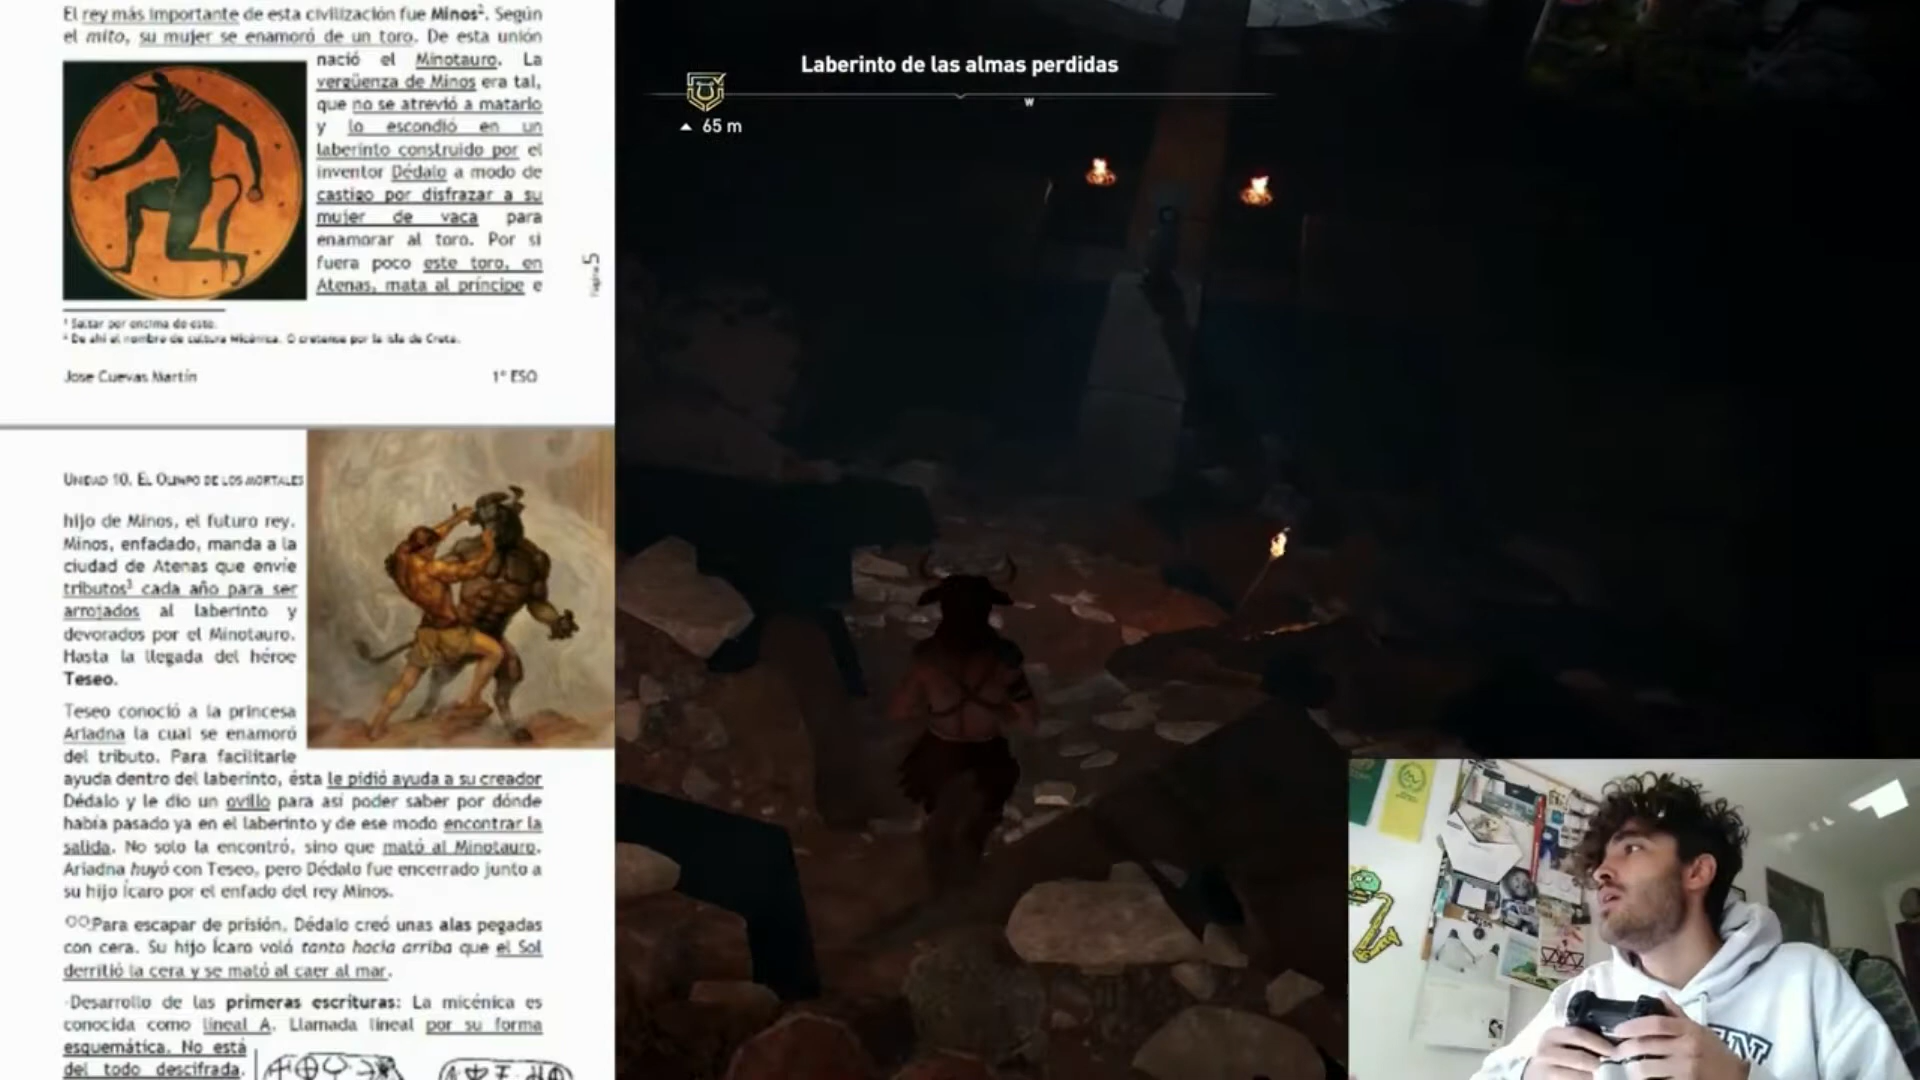 El rey más importante de esta civilización fue Minos². Según
el mito, su mujer se enamoró de un toro. De esta unión
nació el Minotauro. La
vergüenza de Minos era tal,
que no se atrevió a matarlo
y lo escondió en un
laberinto construido por el
inventor Dédalo a modo de
castigo por disfrazar a su
mujer de vaca para
enamorar al toro. Por si
fuera poco este toro, en
Atenas, mata al príncipe e
Página 5
¹ Saltar por encima de este.
² De ahí el nombre de cultura Micénica. O cretense por la isla de Creta.
Jose Cuevas Martín 1º ESO
UNIDAD 10. EL OLIMPO DE LOS MORTALES
hijo de Minos, el futuro rey.
Minos, enfadado, manda a la
ciudad de Atenas que envíe
tributos³ cada año para ser
arrojados al laberinto y
devorados por el Minotauro.
Hasta la llegada del héroe
Teseo.
Teseo conoció a la princesa
Ariadna la cual se enamoró
del tributo. Para facilitarle
ayuda dentro del laberinto, ésta le pidió ayuda a su creador
Dédalo y le dio un ovillo para así poder saber por dónde
había pasado ya en el laberinto y de ese modo encontrar la
salida. No solo la encontró, sino que mató al Minotauro.
Ariadna huyó con Teseo, pero Dédalo fue encerrado junto a
su hijo Ícaro por el enfado del rey Minos.
Para escapar de prisión, Dédalo creó unas alas pegadas
con cera. Su hijo Ícaro voló tanto hacia arriba que el Sol
derritió la cera y se mató al caer al mar.
-Desarrollo de las primeras escrituras: La micénica es
conocida como lineal A. Llamada lineal por su forma
esquemática. No está
del todo descifrada.
Laberinto de las almas perdidas
W
65 m